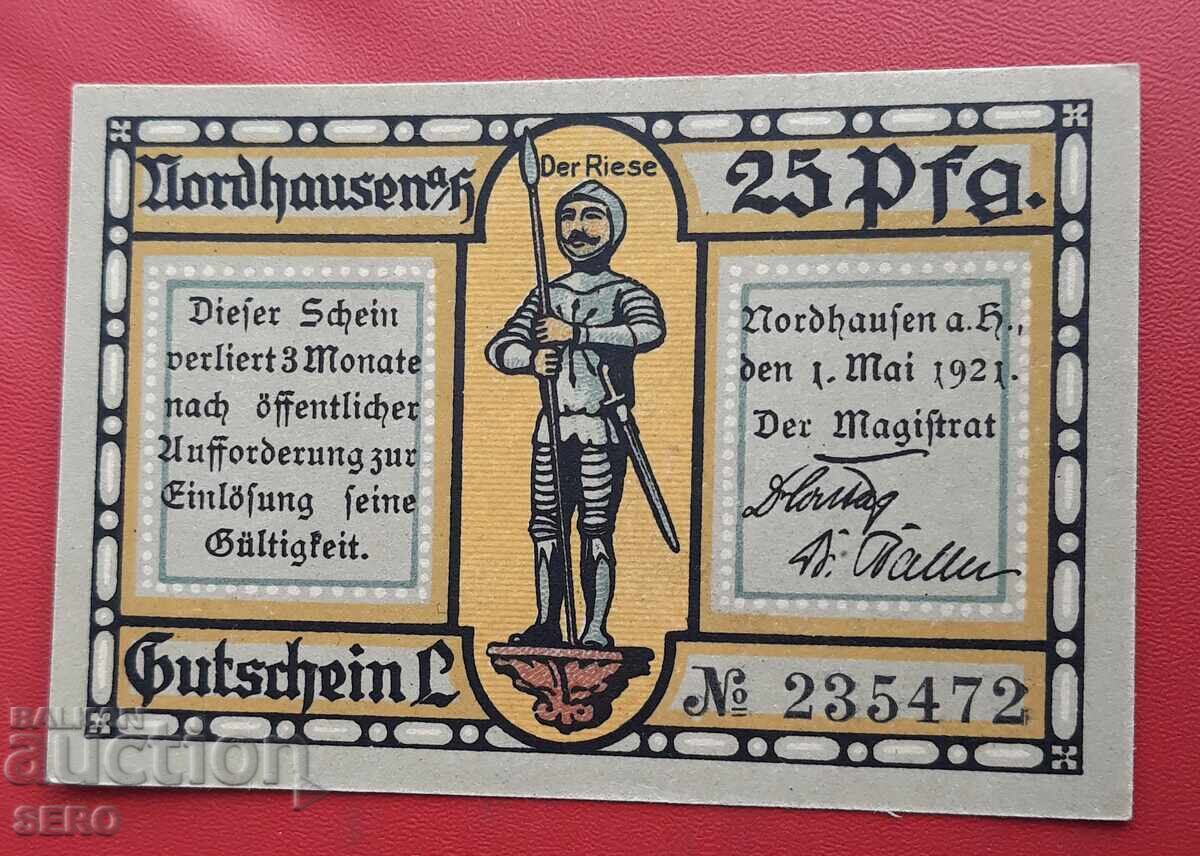 Nordhausen a/H
Der Riese
25 Pfg.
Dieser Schein
verliert 3 Monate
nach öffentlicher
Aufforderung zur
Einlösung seine
Gültigkeit.
Nordhausen a. H.,
den 1. Mai 1921.
Der Magistrat
Gutschein L
№ 235472
BALKAN
auction
SERO